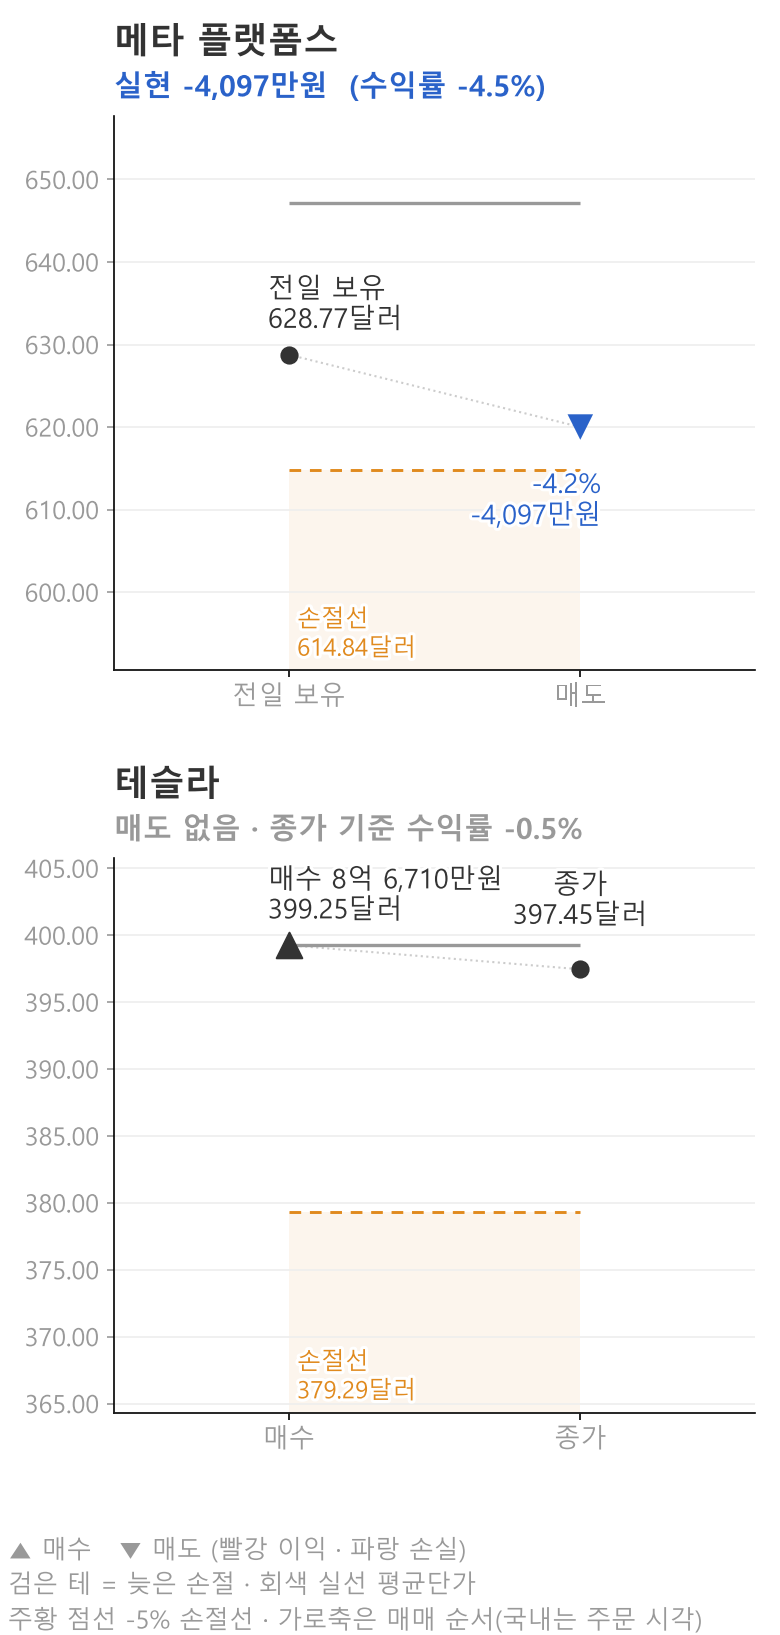 메타 플랫폼스
실현 -4,097만원 (수익률 -4.5%)
650.00
640.00
전일 보유
628.77달러
630.00
620.00
-4.2%
-4,097만원
610.00
600.00
손절선
614.84달러
전일 보유 매도
테슬라
매도 없음 · 종가 기준 수익률 -0.5%
405.00
매수 8억 6,710만원
399.25달러
종가
397.45달러
400.00
395.00
390.00
385.00
380.00
375.00
370.00
손절선
379.29달러
365.00
매수 종가
▲ 매수 ▼ 매도 (빨강 이익 · 파랑 손실)
검은 테 = 늦은 손절 · 회색 실선 평균단가
주황 점선 -5% 손절선 · 가로축은 매매 순서(국내는 주문 시각)